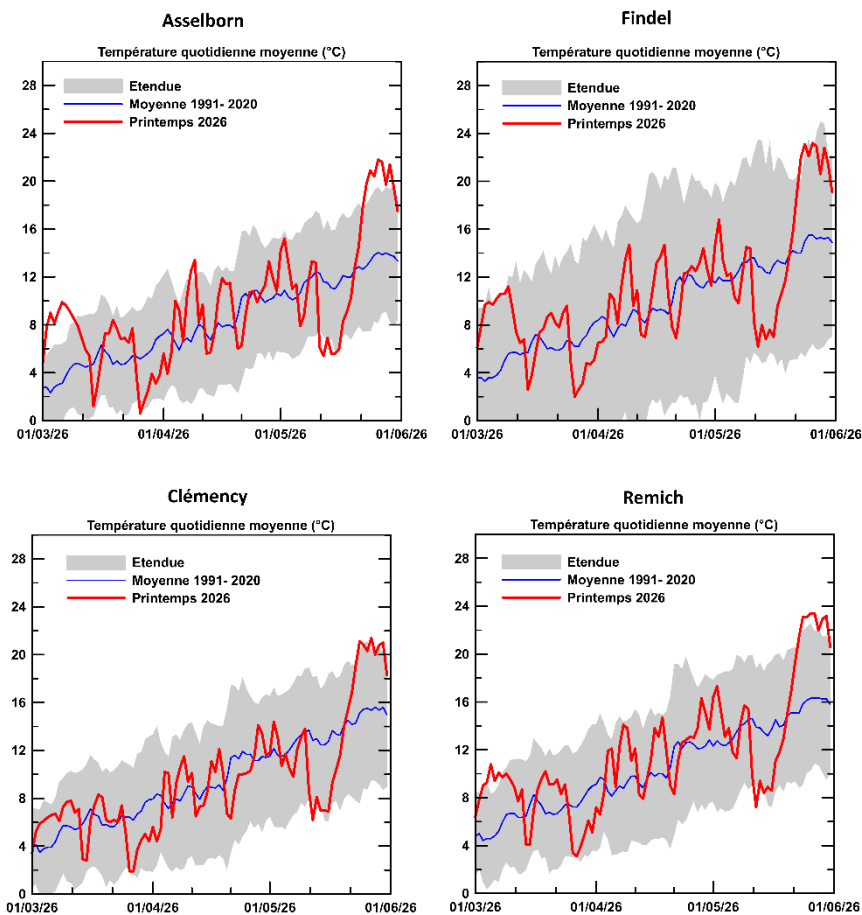 Asselborn
Température quotidienne moyenne (°C)
28
24
20
16
12
8
4
0
Etendue
Moyenne 1991- 2020
Printemps 2026
01/03/26 01/04/26 01/05/26 01/06/26
Findel
Température quotidienne moyenne (°C)
28
24
20
16
12
8
4
0
Etendue
Moyenne 1991- 2020
Printemps 2026
01/03/26 01/04/26 01/05/26 01/06/26
Clémency
Température quotidienne moyenne (°C)
28
24
20
16
12
8
4
0
Etendue
Moyenne 1991- 2020
Printemps 2026
01/03/26 01/04/26 01/05/26 01/06/26
Remich
Température quotidienne moyenne (°C)
28
24
20
16
12
8
4
0
Etendue
Moyenne 1991- 2020
Printemps 2026
01/03/26 01/04/26 01/05/26 01/06/26